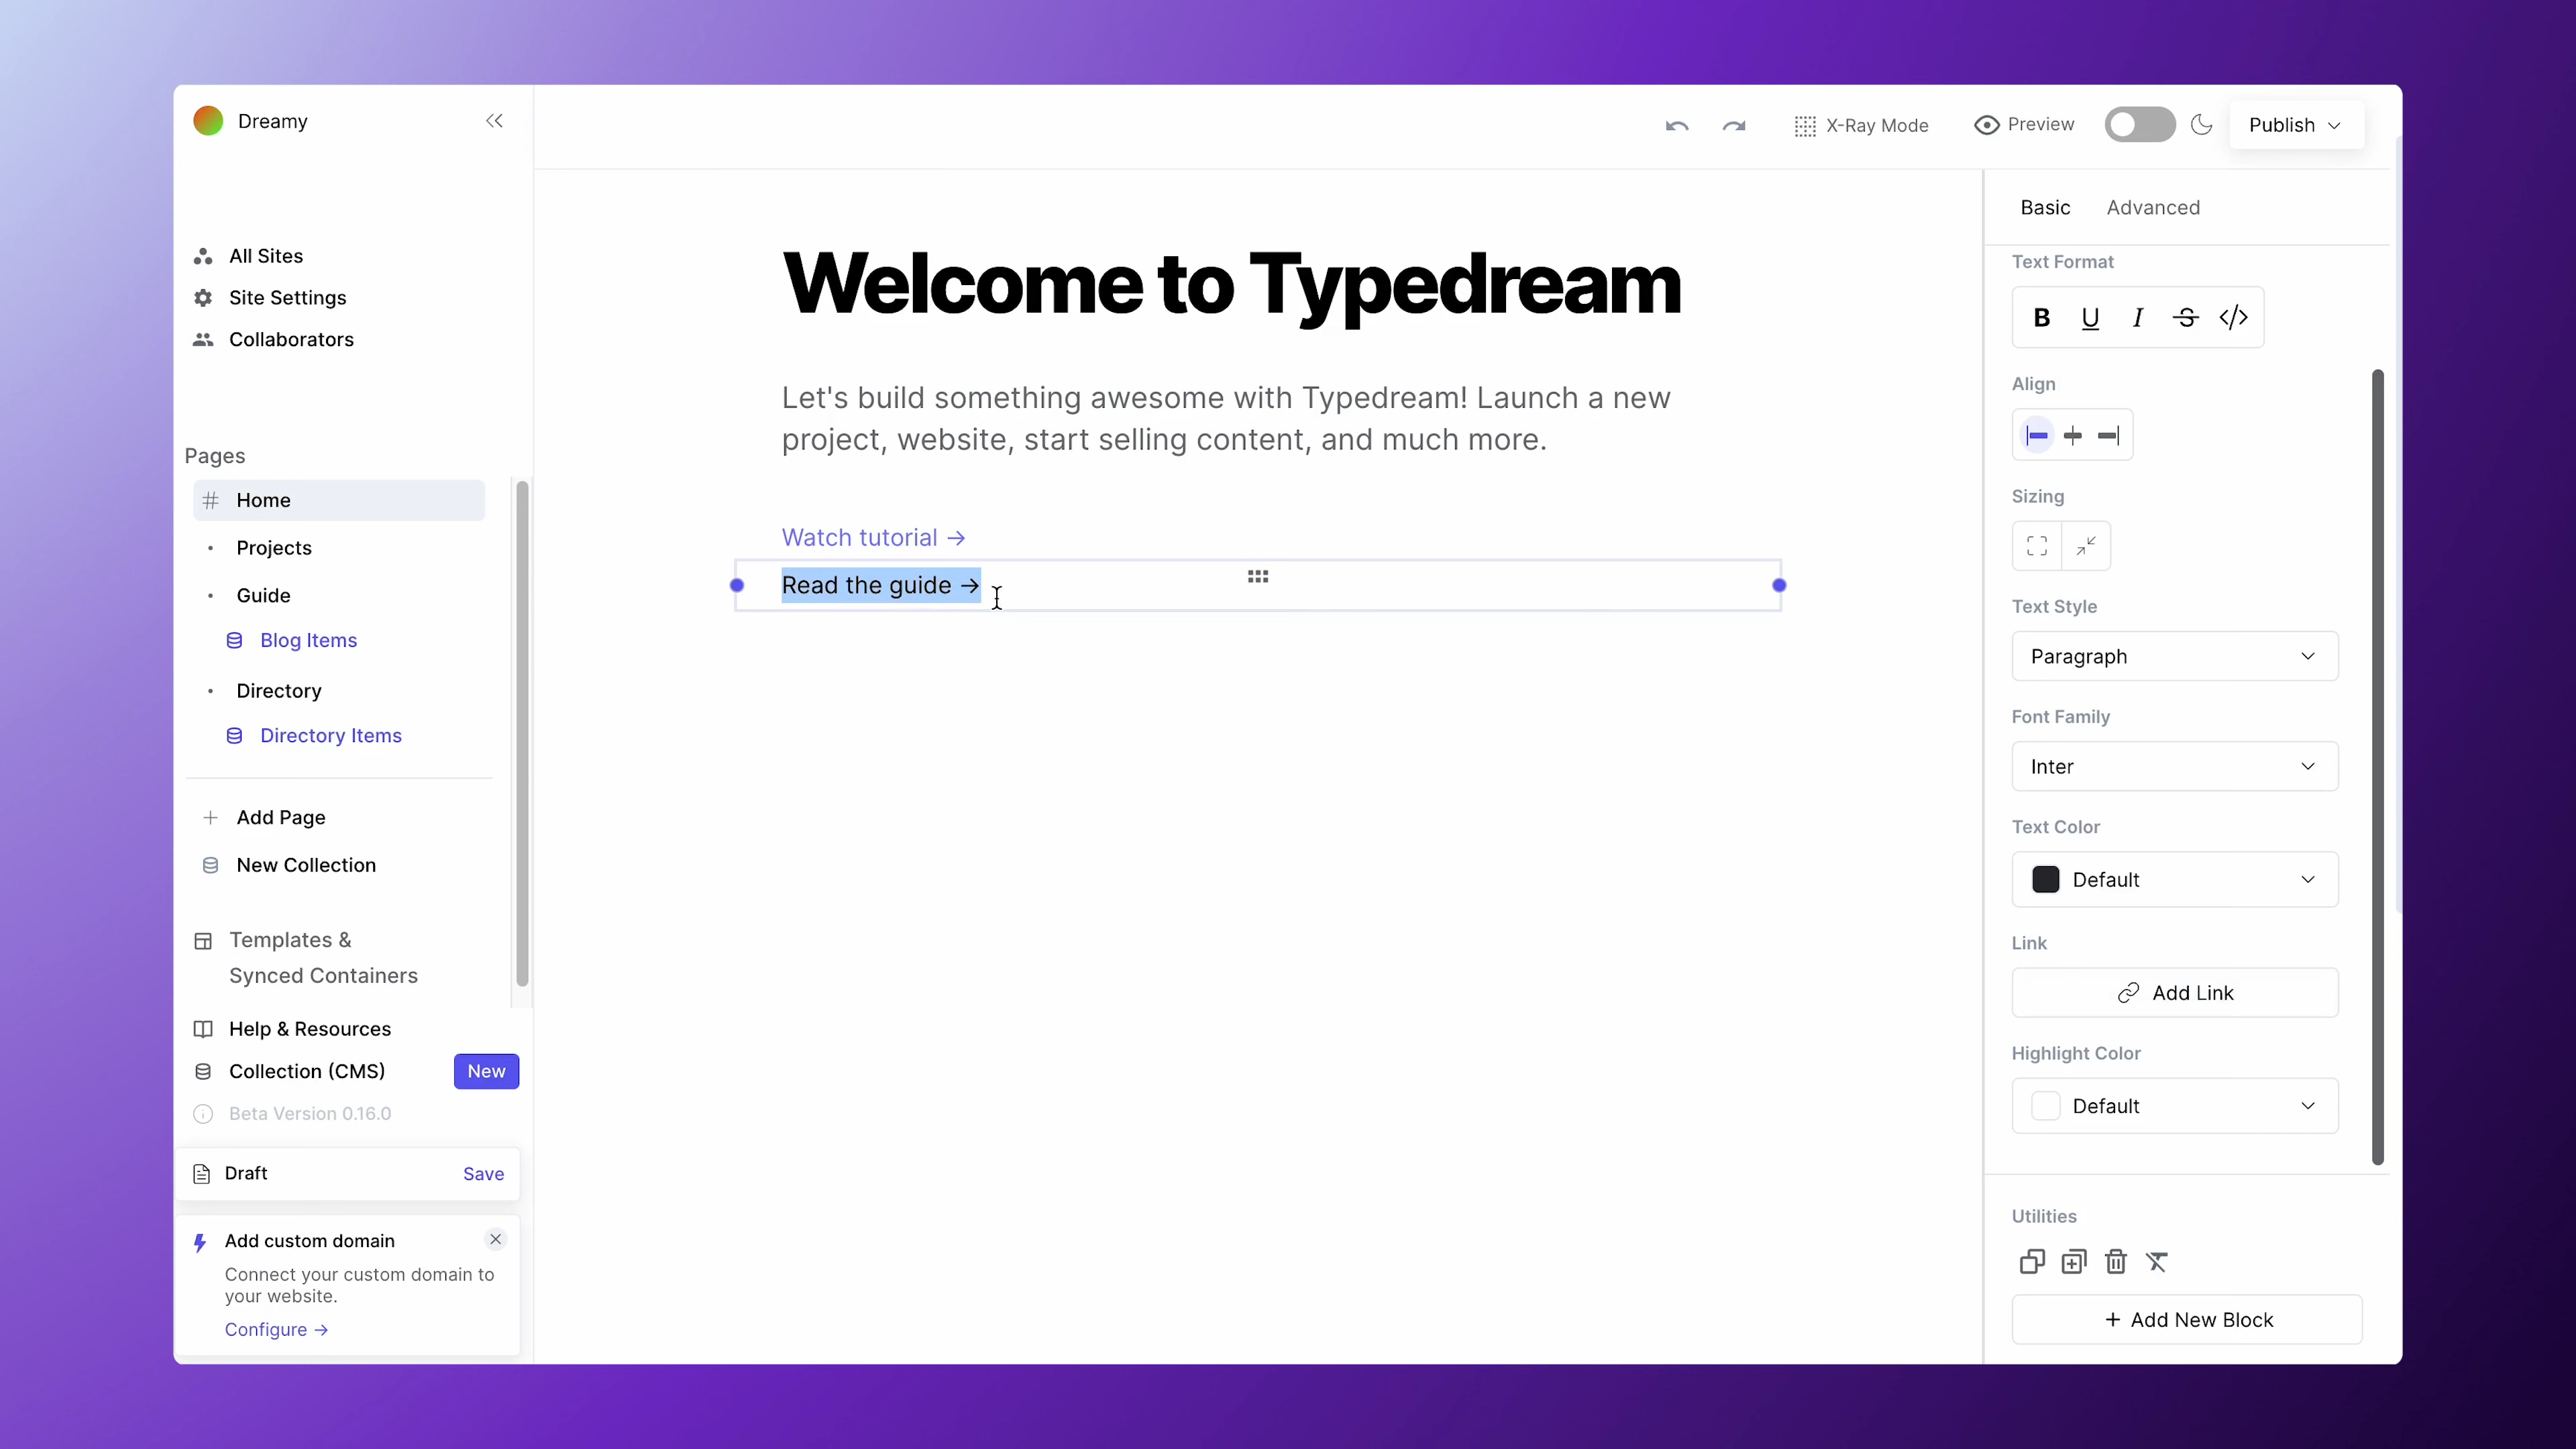 Dreamy
All Sites
Site Settings
Collaborators
Pages
Home
Projects
Guide
Blog Items
Directory
Directory Items
Add Page
New Collection
Templates &
Synced Containers
Help & Resources
Collection (CMS)
New
Beta Version 0.16.0
Draft
Save
Add custom domain
Connect your custom domain to
your website.
Configure →
X-Ray Mode
Preview
Publish
Welcome to Typedream
Let's build something awesome with Typedream! Launch a new
project, website, start selling content, and much more.
Watch tutorial →
Read the guide →
Basic
Advanced
Text Format
B U I S </>
Align
Sizing
Text Style
Paragraph
Font Family
Inter
Text Color
Default
Link
Add Link
Highlight Color
Default
Utilities
+ Add New Block